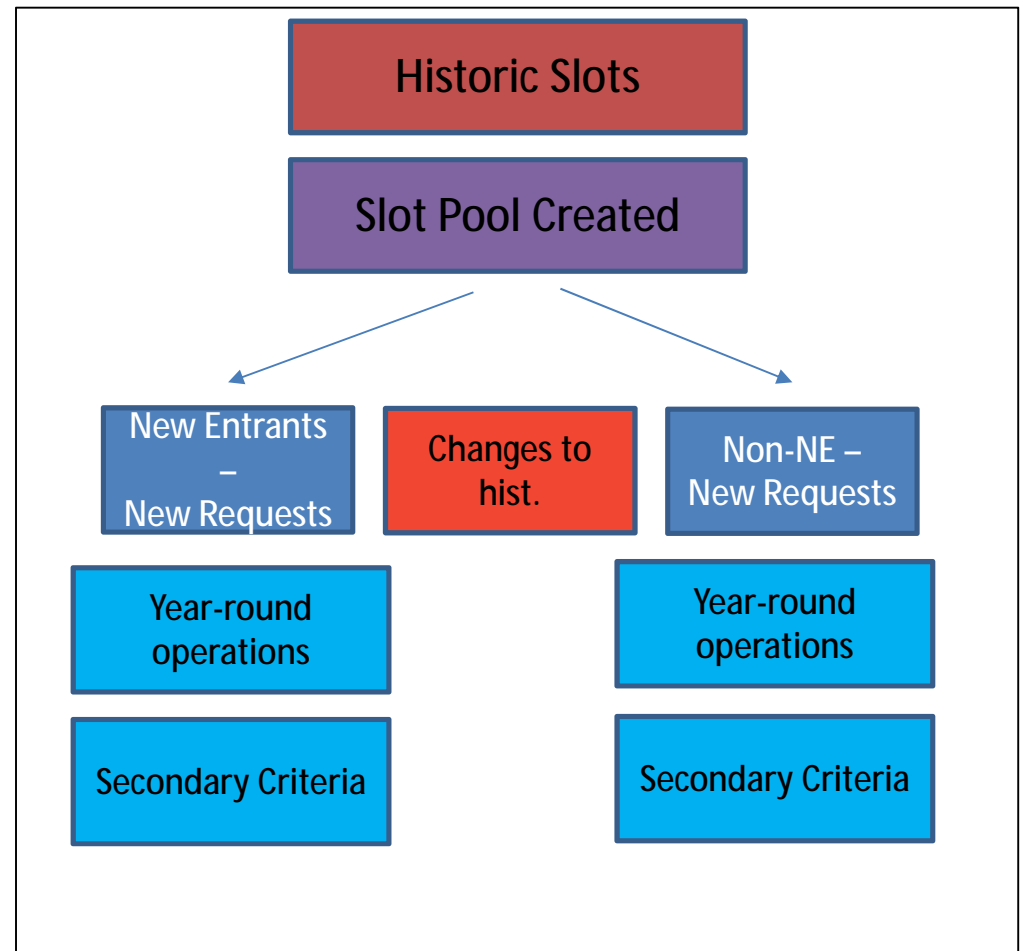 Historic Slots
Slot Pool Created
New Entrants
–
New Requests
Changes to
hist.
Non-NE –
New Requests
Year-round
operations
Year-round
operations
Secondary Criteria
Secondary Criteria